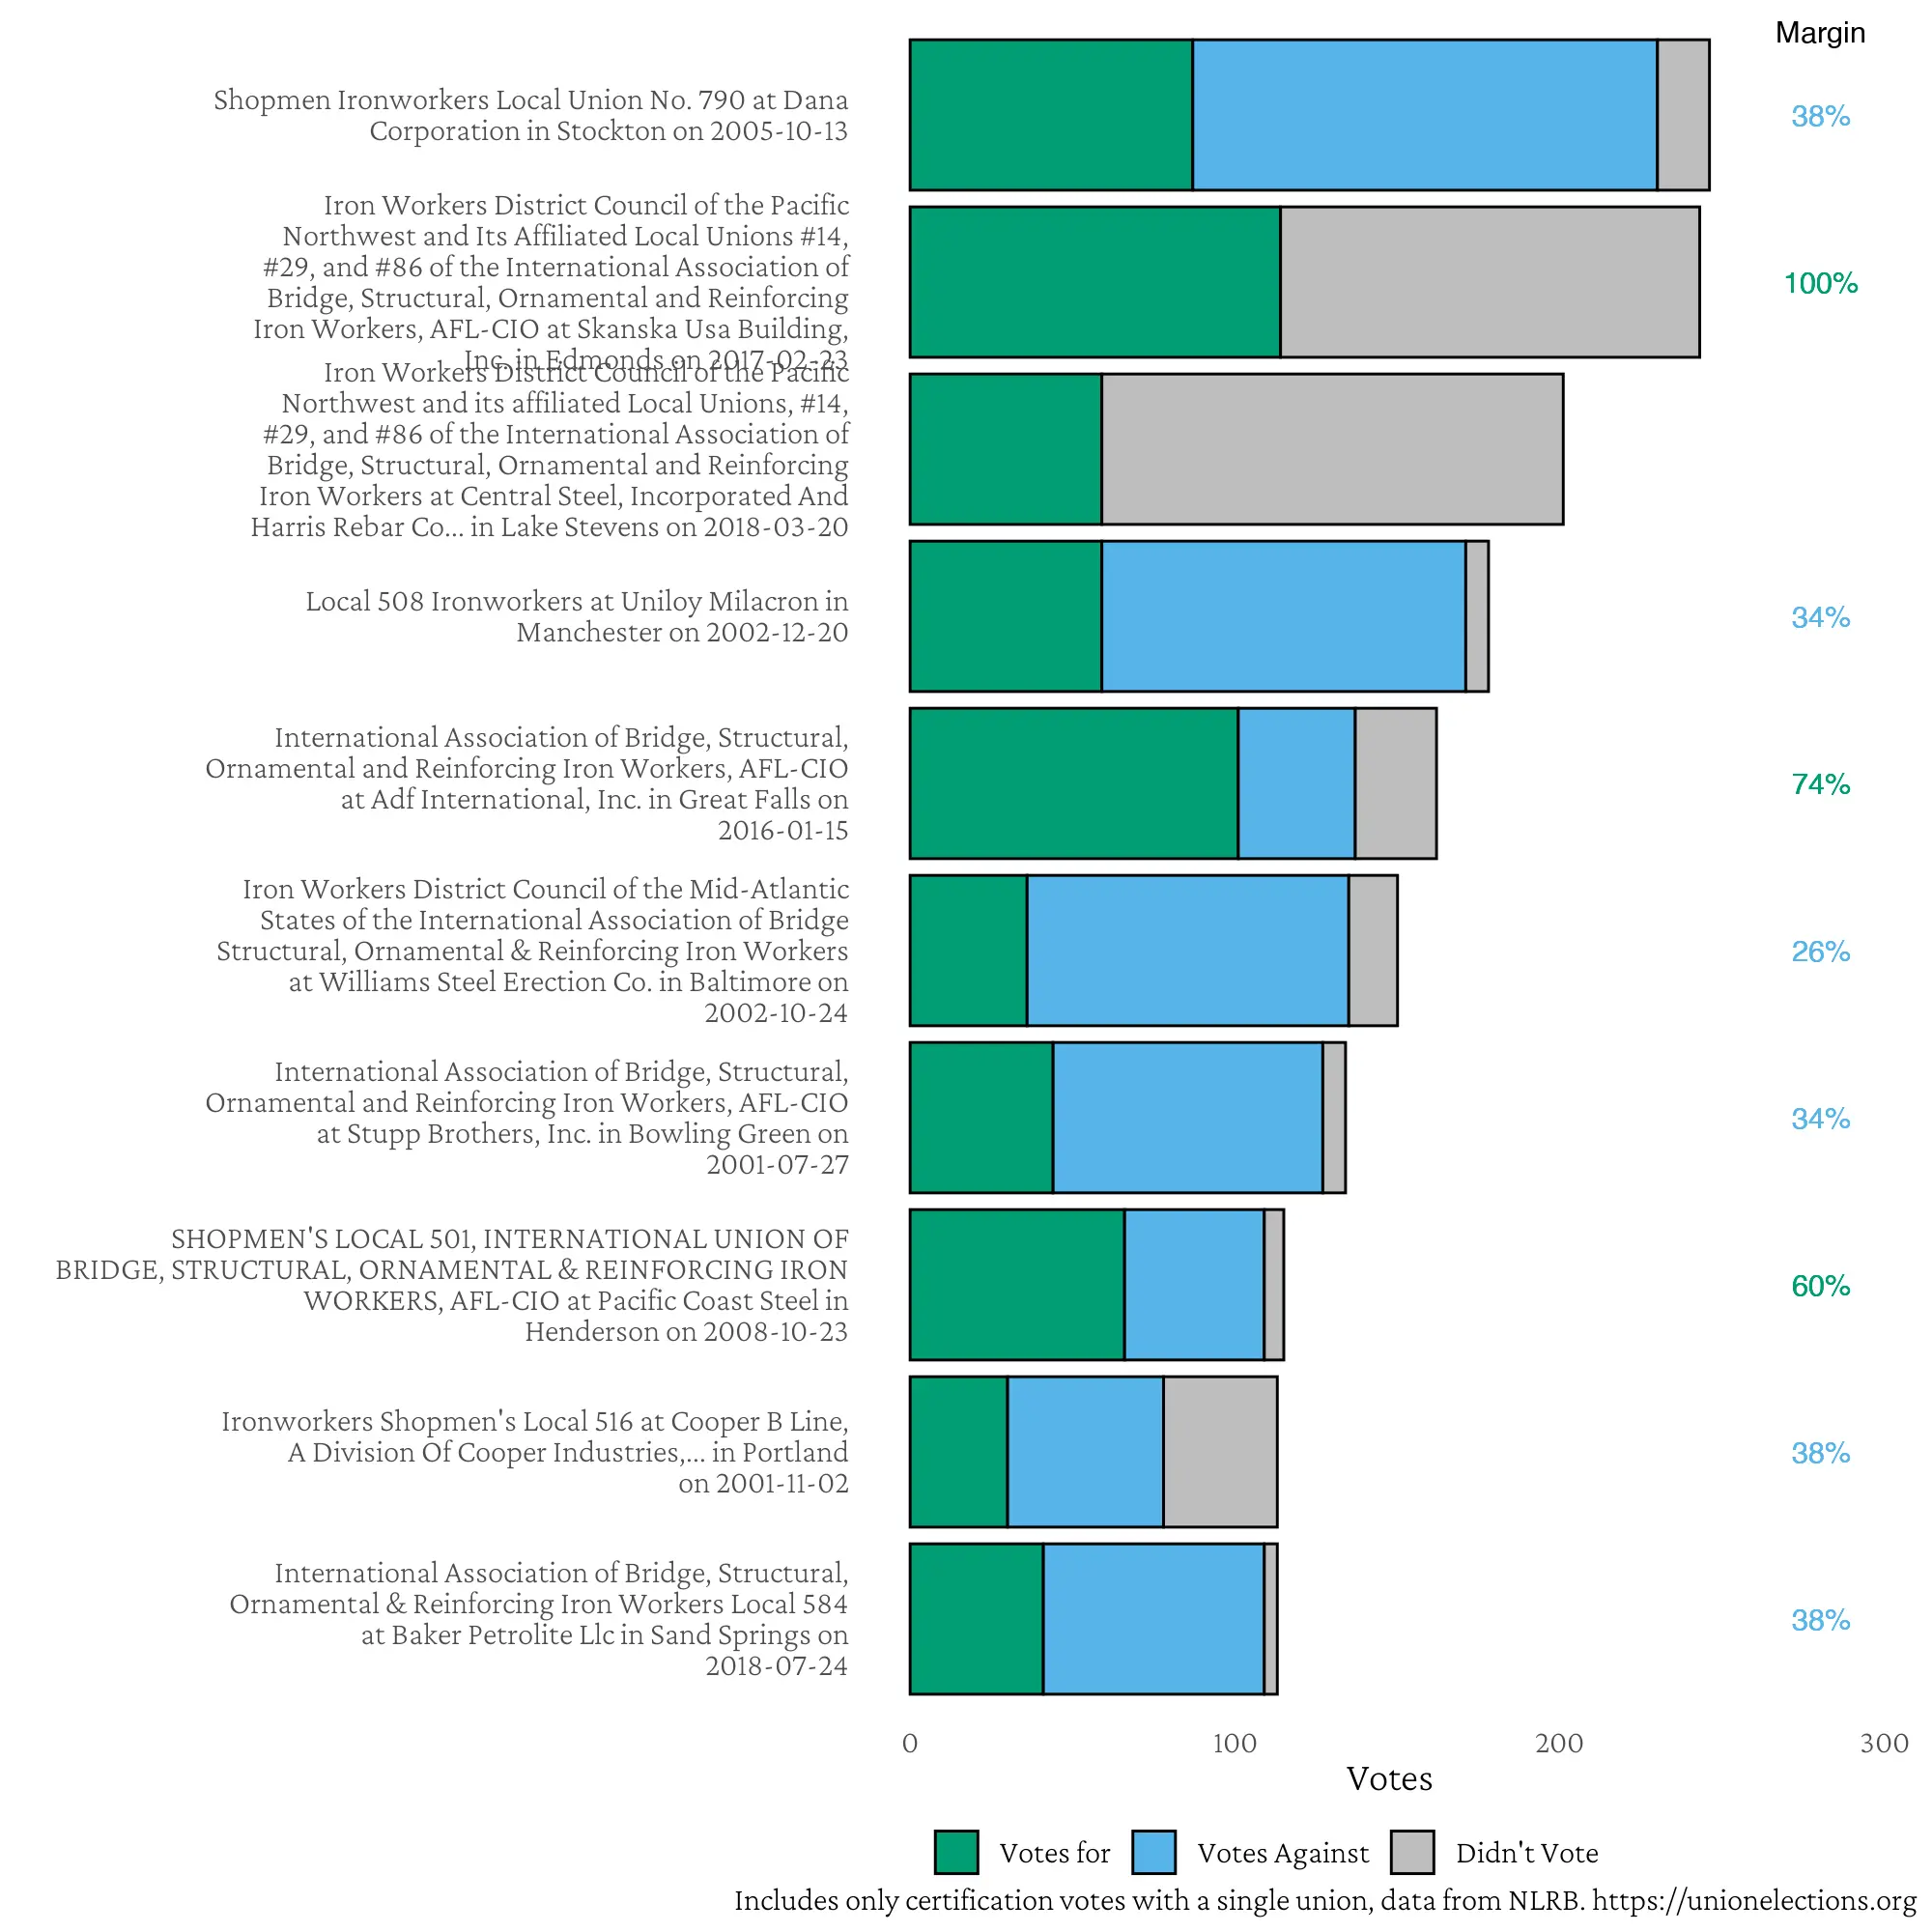 Margin
Shopmen Ironworkers Local Union No. 790 at Dana
Corporation in Stockton on 2005-10-13
38%
Iron Workers District Council of the Pacific
Northwest and Its Affiliated Local Unions #14,
#29, and #86 of the International Association of
Bridge, Structural, Ornamental and Reinforcing
Iron Workers, AFL-CIO at Skanska Usa Building,
Inc. in Edmonds on 2017-02-23
100%
Iron Workers District Council of the Pacific
Northwest and its affiliated Local Unions, #14,
#29, and #86 of the International Association of
Bridge, Structural, Ornamental and Reinforcing
Iron Workers at Central Steel, Incorporated And
Harris Rebar Co... in Lake Stevens on 2018-03-20
Local 508 Ironworkers at Uniloy Milacron in
Manchester on 2002-12-20
34%
International Association of Bridge, Structural,
Ornamental and Reinforcing Iron Workers, AFL-CIO
at Adf International, Inc. in Great Falls on
2016-01-15
74%
Iron Workers District Council of the Mid-Atlantic
States of the International Association of Bridge
Structural, Ornamental & Reinforcing Iron Workers
at Williams Steel Erection Co. in Baltimore on
2002-10-24
26%
International Association of Bridge, Structural,
Ornamental and Reinforcing Iron Workers, AFL-CIO
at Stupp Brothers, Inc. in Bowling Green on
2001-07-27
34%
SHOPMEN'S LOCAL 501, INTERNATIONAL UNION OF
BRIDGE, STRUCTURAL, ORNAMENTAL & REINFORCING IRON
WORKERS, AFL-CIO at Pacific Coast Steel in
Henderson on 2008-10-23
60%
Ironworkers Shopmen's Local 516 at Cooper B Line,
A Division Of Cooper Industries,... in Portland
on 2001-11-02
38%
International Association of Bridge, Structural,
Ornamental & Reinforcing Iron Workers Local 584
at Baker Petrolite Llc in Sand Springs on
2018-07-24
38%
0 100 200 300
Votes
Votes for Votes Against Didn't Vote
Includes only certification votes with a single union, data from NLRB. https://unionelections.org